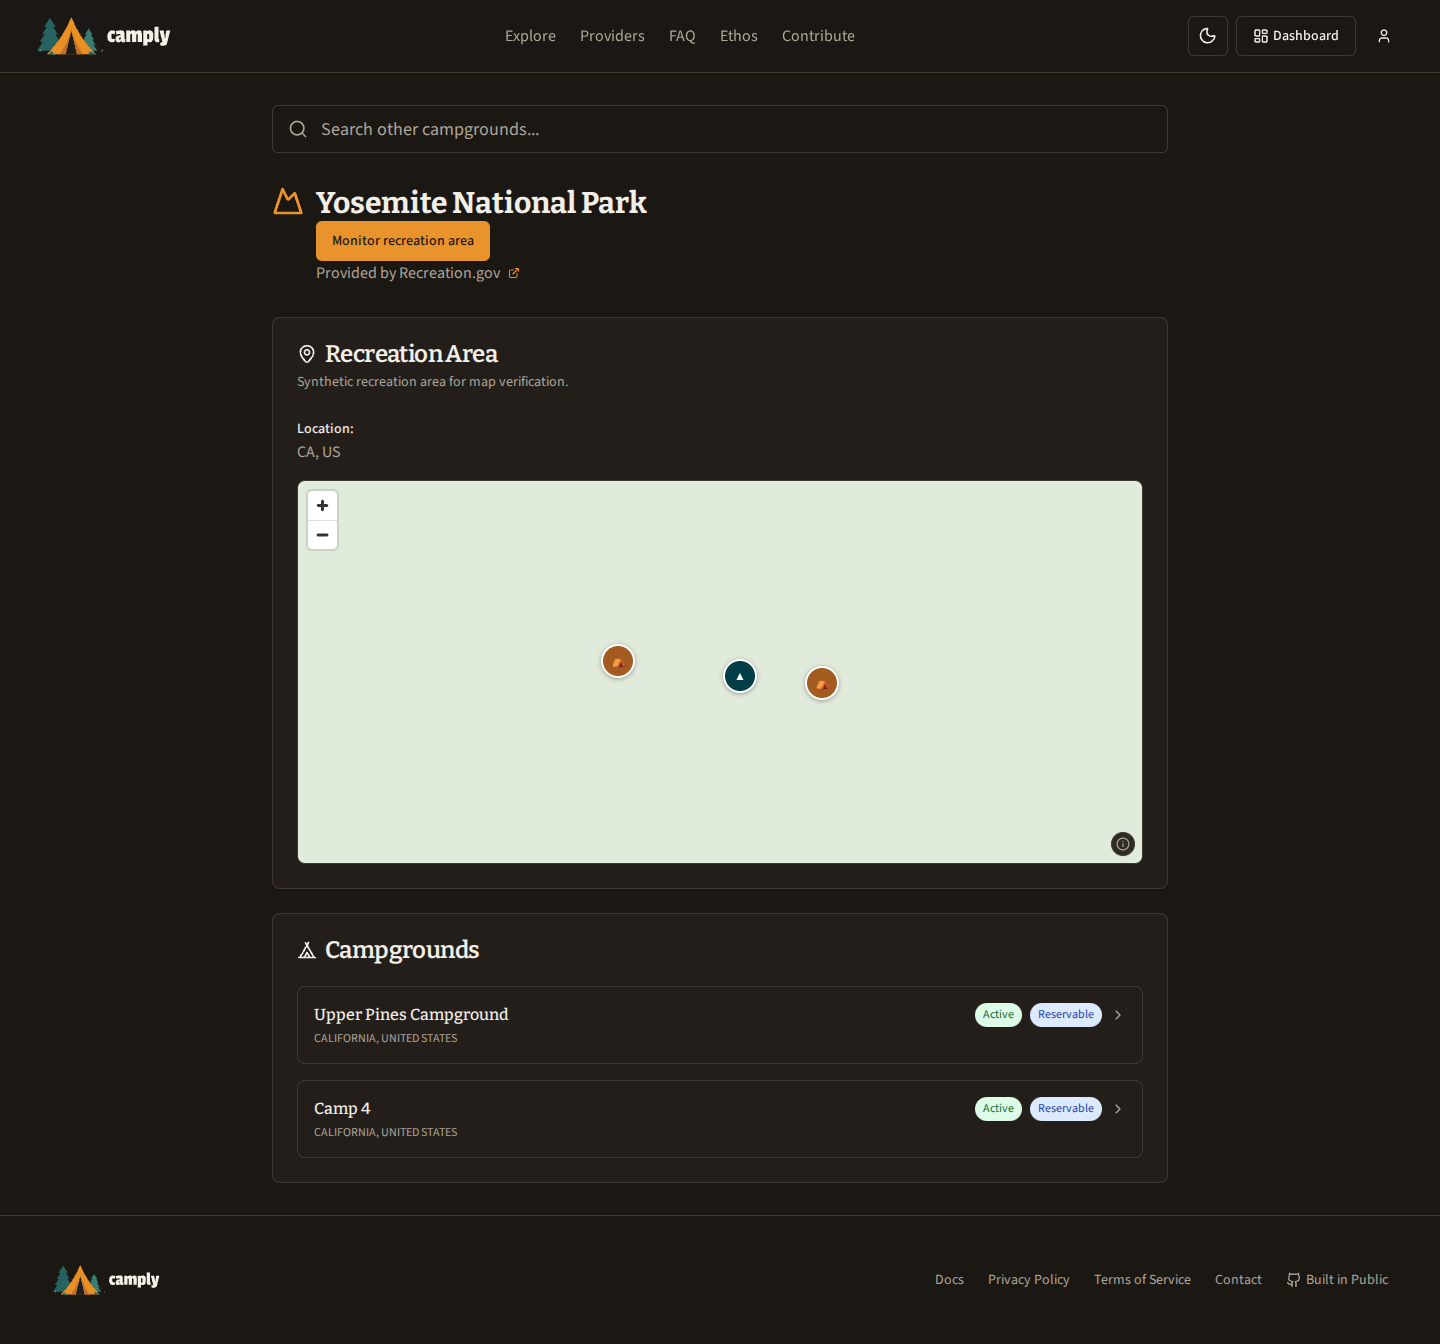 camply
Explore Providers FAQ Ethos Contribute
Dashboard
Search other campgrounds...
Yosemite National Park
Monitor recreation area
Provided by Recreation.gov
Recreation Area
Synthetic recreation area for map verification.
Location:
CA, US
Campgrounds
Upper Pines Campground
Active Reservable
CALIFORNIA, UNITED STATES
Camp 4
Active Reservable
CALIFORNIA, UNITED STATES
camply
Docs Privacy Policy Terms of Service Contact Built in Public